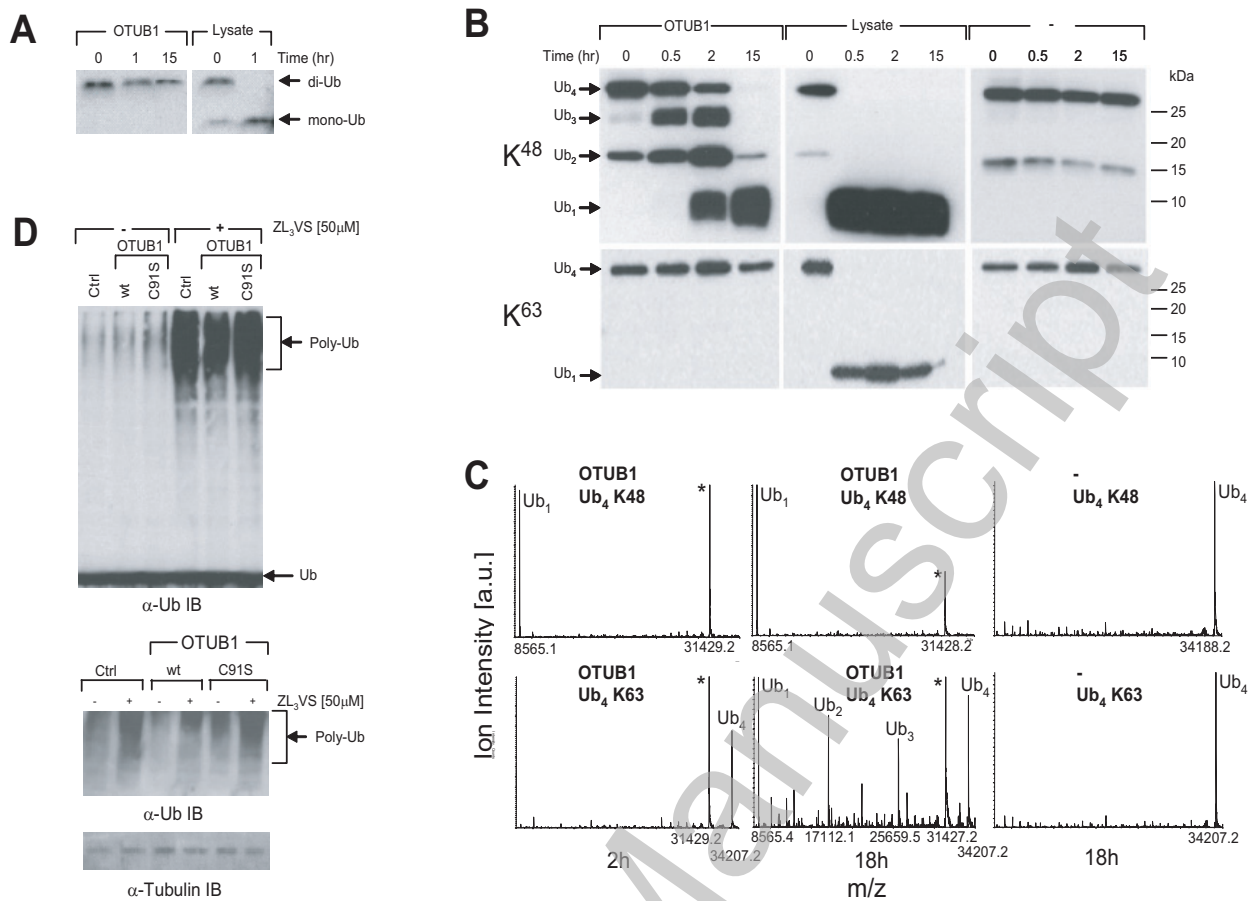 A
OTUB1 Lysate
0 1 15 0 1 Time (hr)
di-Ub
mono-Ub
B
OTUB1 Lysate -
0 0.5 2 15 0 0.5 2 15 0 0.5 2 15
kDa
Ub4
Ub3
K48
Ub2
Ub1
25
20
15
10
Ub4
K63
Ub1
25
20
15
10
D
- + ZL3VS [50μM]
OTUB1 OTUB1
Ctrl wt C91S Ctrl wt C91S
Poly-Ub
Ub
α-Ub IB
OTUB1
Ctrl wt C91S
- + - + - + ZL3VS [50μM]
Poly-Ub
α-Ub IB
α-Tubulin IB
C
Ion Intensity [a.u.]
OTUB1
Ub4 K48
Ub1 *
8565.1 31429.2
OTUB1
Ub4 K48
Ub1 *
8565.1 31428.2
-
Ub4 K48
Ub4
34188.2
OTUB1
Ub4 K63
* Ub4
31429.2
34207.2
2h
OTUB1
Ub4 K63
Ub1 Ub2 Ub3 * Ub4
8565.4 17112.1 25659.5 31427.2
34207.2
18h
-
Ub4 K63
Ub4
34207.2
18h
m/z
Manuscript